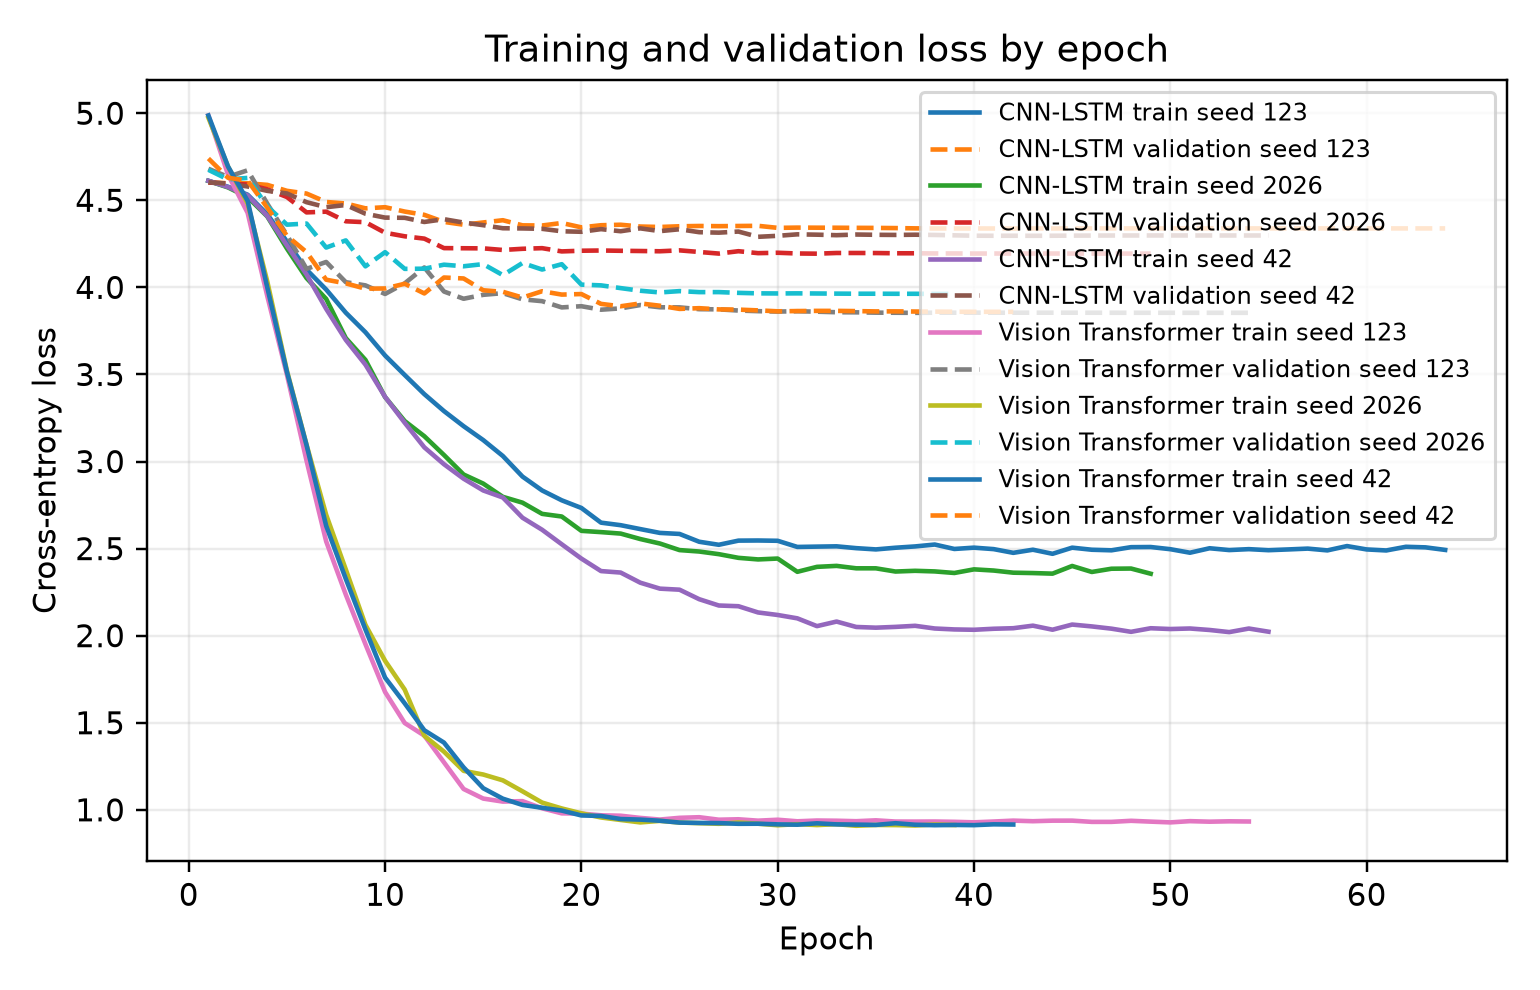 Training and validation loss by epoch
Cross-entropy loss
5.0
4.5
4.0
3.5
3.0
2.5
2.0
1.5
1.0
CNN-LSTM train seed 123
CNN-LSTM validation seed 123
CNN-LSTM train seed 2026
CNN-LSTM validation seed 2026
CNN-LSTM train seed 42
CNN-LSTM validation seed 42
Vision Transformer train seed 123
Vision Transformer validation seed 123
Vision Transformer train seed 2026
Vision Transformer validation seed 2026
Vision Transformer train seed 42
Vision Transformer validation seed 42
0 10 20 30 40 50 60
Epoch